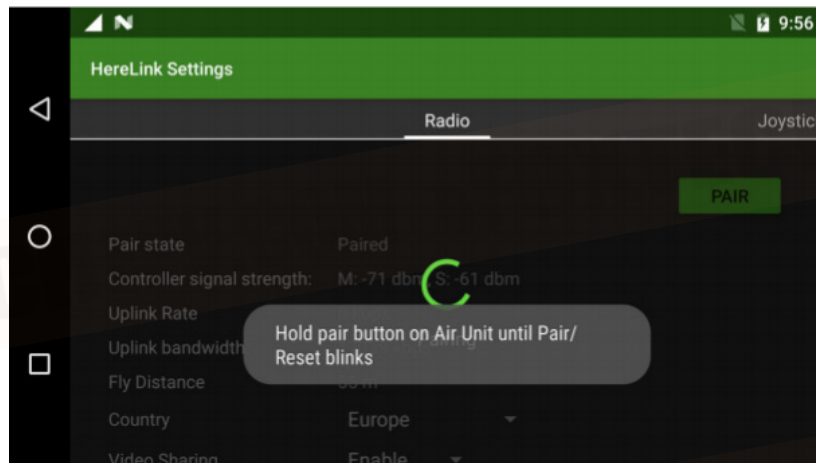 9:56
HereLink Settings
Radio
Joystic
PAIR
Pair state Paired
Controller signal strength: M: -71 dbm, S: -61 dbm
Uplink Rate
Uplink bandwidth
Hold pair button on Air Unit until Pair/
Reset blinks
Pairing
Fly Distance
Country Europe
Video Sharing Enable